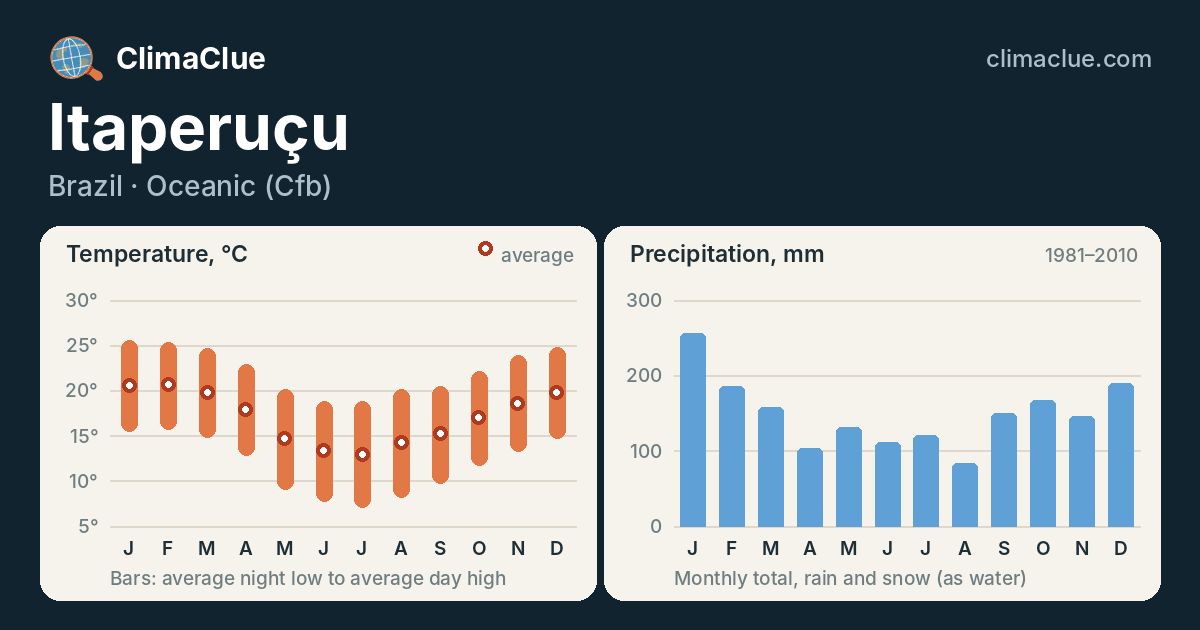 ClimaClue
climaclue.com
Itaperuçu
Brazil · Oceanic (Cfb)
Temperature, °C
average
30°
25°
20°
15°
10°
5°
J F M A M J J A S O N D
Bars: average night low to average day high
Precipitation, mm
1981–2010
300
200
100
0
J F M A M J J A S O N D
Monthly total, rain and snow (as water)